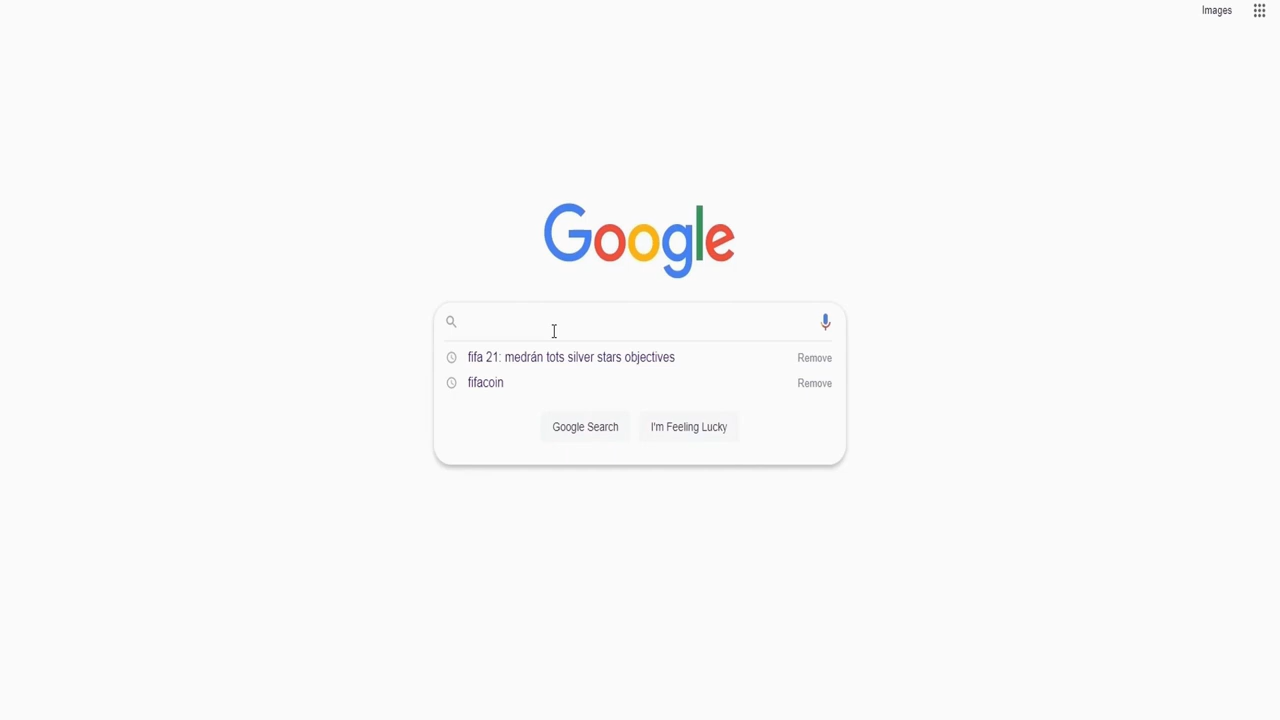 Images
Google
fifa 21: medrán tots silver stars objectives
Remove
fifacoin
Remove
Google Search
I'm Feeling Lucky